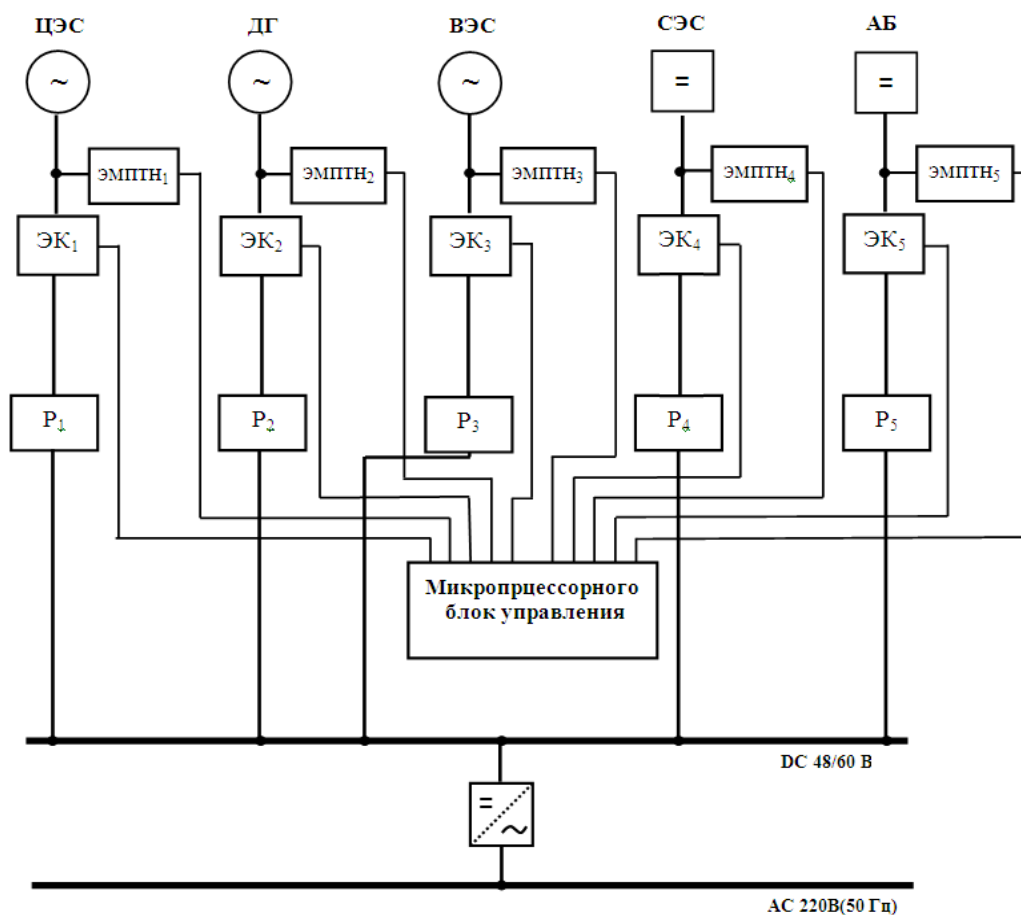 ЦЭС ДГ ВЭС СЭС АБ
~ ~ ~ = =
ЭМПТН1 ЭМПТН2 ЭМПТН3 ЭМПТН4 ЭМПТН5
ЭК1 ЭК2 ЭК3 ЭК4 ЭК5
Р1 Р2 Р3 Р4 Р5
Микропрцессорного
блок управления
DC 48/60 В
= ~
АС 220В(50 Гц)